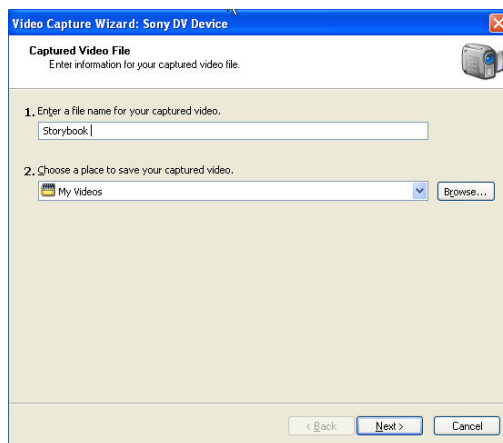 Video Capture Wizard: Sony DV Device
Captured Video File
Enter information for your captured video file.
1. Enter a file name for your captured video.
Storybook
2. Choose a place to save your captured video.
My Videos
Browse...
< Back Next > Cancel